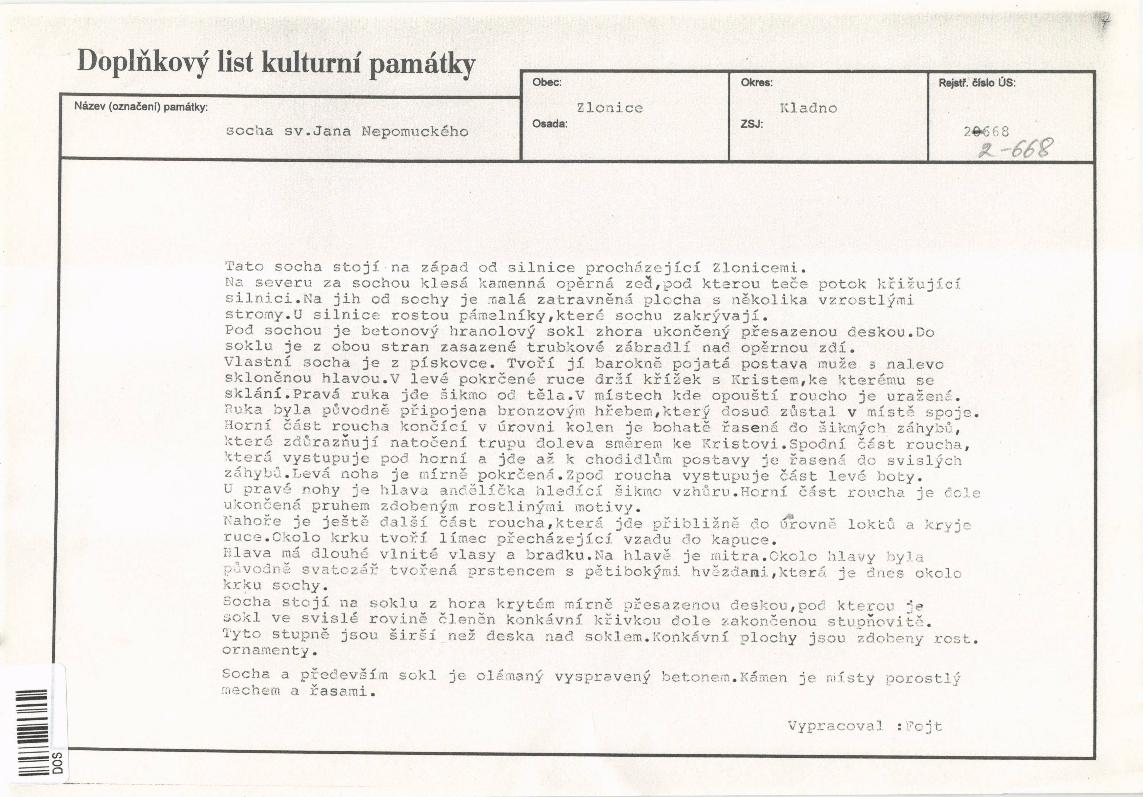 Doplňkový list kulturní památky
Název (označení) památky:
socha sv.Jana Nepomuckého
Obec:
Zlonice
Osada:
Okres:
Kladno
ZSJ:
Rejstř. číslo ÚS:
20668
2-668
Tato socha stojí na západ od silnice procházející Zlonicemi.
Na severu za sochou klesá kamenná opěrná zeď,pod kterou teče potok křižující
silnici.Na jih od sochy je malá zatravněná plocha s několika vzrostlými
stromy.U silnice rostou pámelníky,které sochu zakrývají.
Pod sochou je betonový hranolový sokl zhora ukončený přesazenou deskou.Do
soklu je z obou stran zasazené trubkové zábradlí nad opěrnou zdí.
Vlastní socha je z pískovce. Tvoří jí barokně pojatá postava muže s nalevo
skloněnou hlavou.V levé pokrčené ruce drží křížek s Kristem,ke kterému se
sklání.Pravá ruka jde šikmo od těla.V místech kde opouští roucho je uražená.
Ruka byla původně připojena bronzovým hřebem,který dosud zůstal v místě spoje.
Horní část roucha končící v úrovni kolen je bohatě řasená do šikmých záhybů,
které zdůrazňují natočení trupu doleva směrem ke Kristovi.Spodní část roucha,
která vystupuje pod horní a jde až k chodidlům postavy je řasená do svislých
záhybů.Levá noha je mírně pokrčená.Zpod roucha vystupuje část levé boty.
U pravé nohy je hlava andělíčka hledící šikmo vzhůru.Horní část roucha je dole
ukončená pruhem zdobeným rostlinými motivy.
Nahoře je ještě další část roucha,která jde přibližně do úrovně loktů a kryje
ruce.Okolo krku tvoří límec přecházející vzadu do kapuce.
Hlava má dlouhé vlnité vlasy a bradku.Na hlavě je mitra.Okolo hlavy byla
původně svatozář tvořená prstencem s pětibokými hvězdami,která je dnes okolo
krku sochy.
Socha stojí na soklu z hora krytém mírně přesazenou deskou,pod kterou je
sokl ve svislé rovině členěn konkávní křivkou dole zakončenou stupňovitě.
Tyto stupně jsou širší než deska nad soklem.Konkávní plochy jsou zdobeny rost.
ornamenty.
Socha a především sokl je olámaný vyspravený betonem.Kámen je místy porostlý
mechem a řasami.
Vypracoval :Fojt
DOS